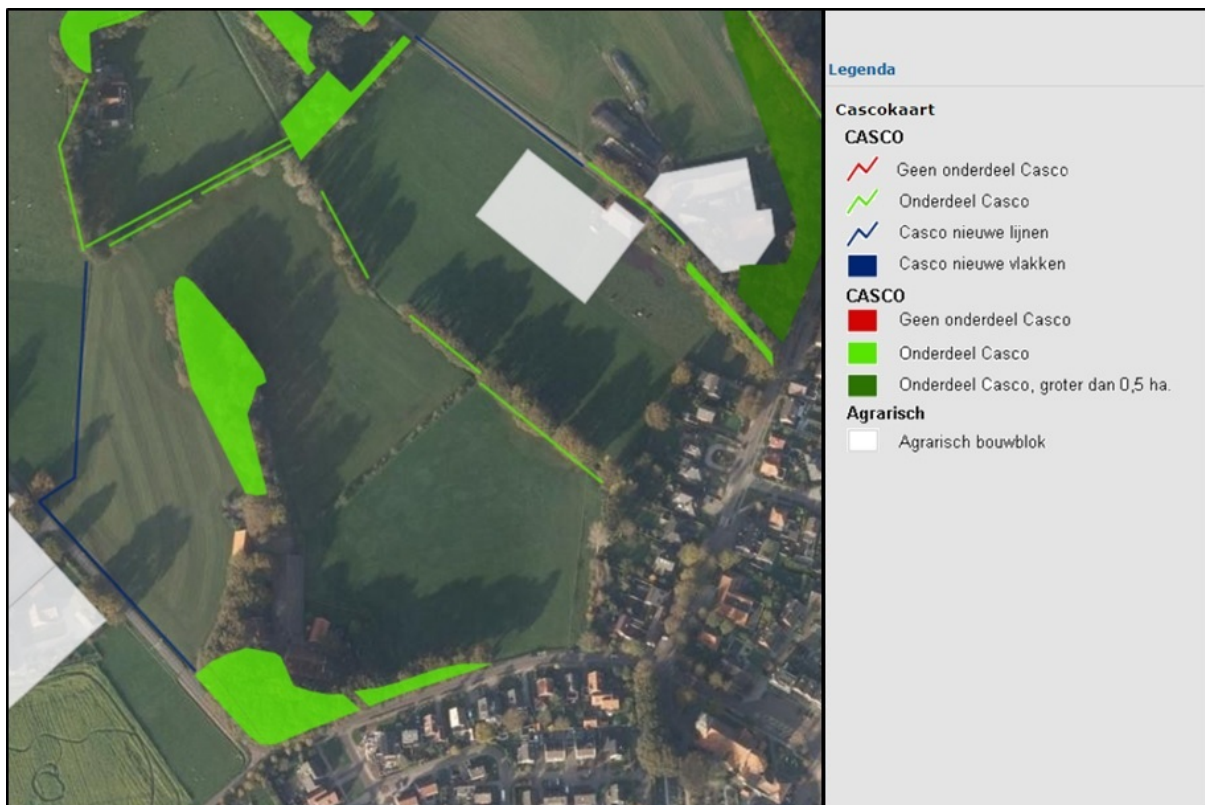 Legenda
Cascokaart
CASCO
Geen onderdeel Casco
Onderdeel Casco
Casco nieuwe lijnen
Casco nieuwe vlakken
CASCO
Geen onderdeel Casco
Onderdeel Casco
Onderdeel Casco, groter dan 0,5 ha.
Agrarisch
Agrarisch bouwblok